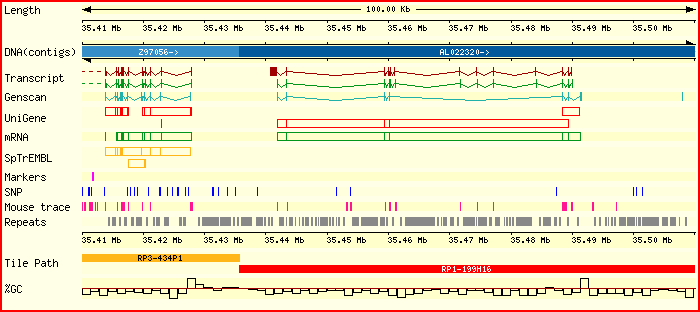 Length
100.00 Kb
35.41 Mb 35.42 Mb 35.43 Mb 35.44 Mb 35.45 Mb 35.46 Mb 35.47 Mb 35.48 Mb 35.49 Mb 35.50 Mb
DNA(contigs) Z97056-> AL022320->
Transcript
Genscan
UniGene
mRNA
SpTrEMBL
Markers
SNP
Mouse trace
Repeats
35.41 Mb 35.42 Mb 35.43 Mb 35.44 Mb 35.45 Mb 35.46 Mb 35.47 Mb 35.48 Mb 35.49 Mb 35.50 Mb
RP3-434P1
Tile Path
RP1-199H16
%GC